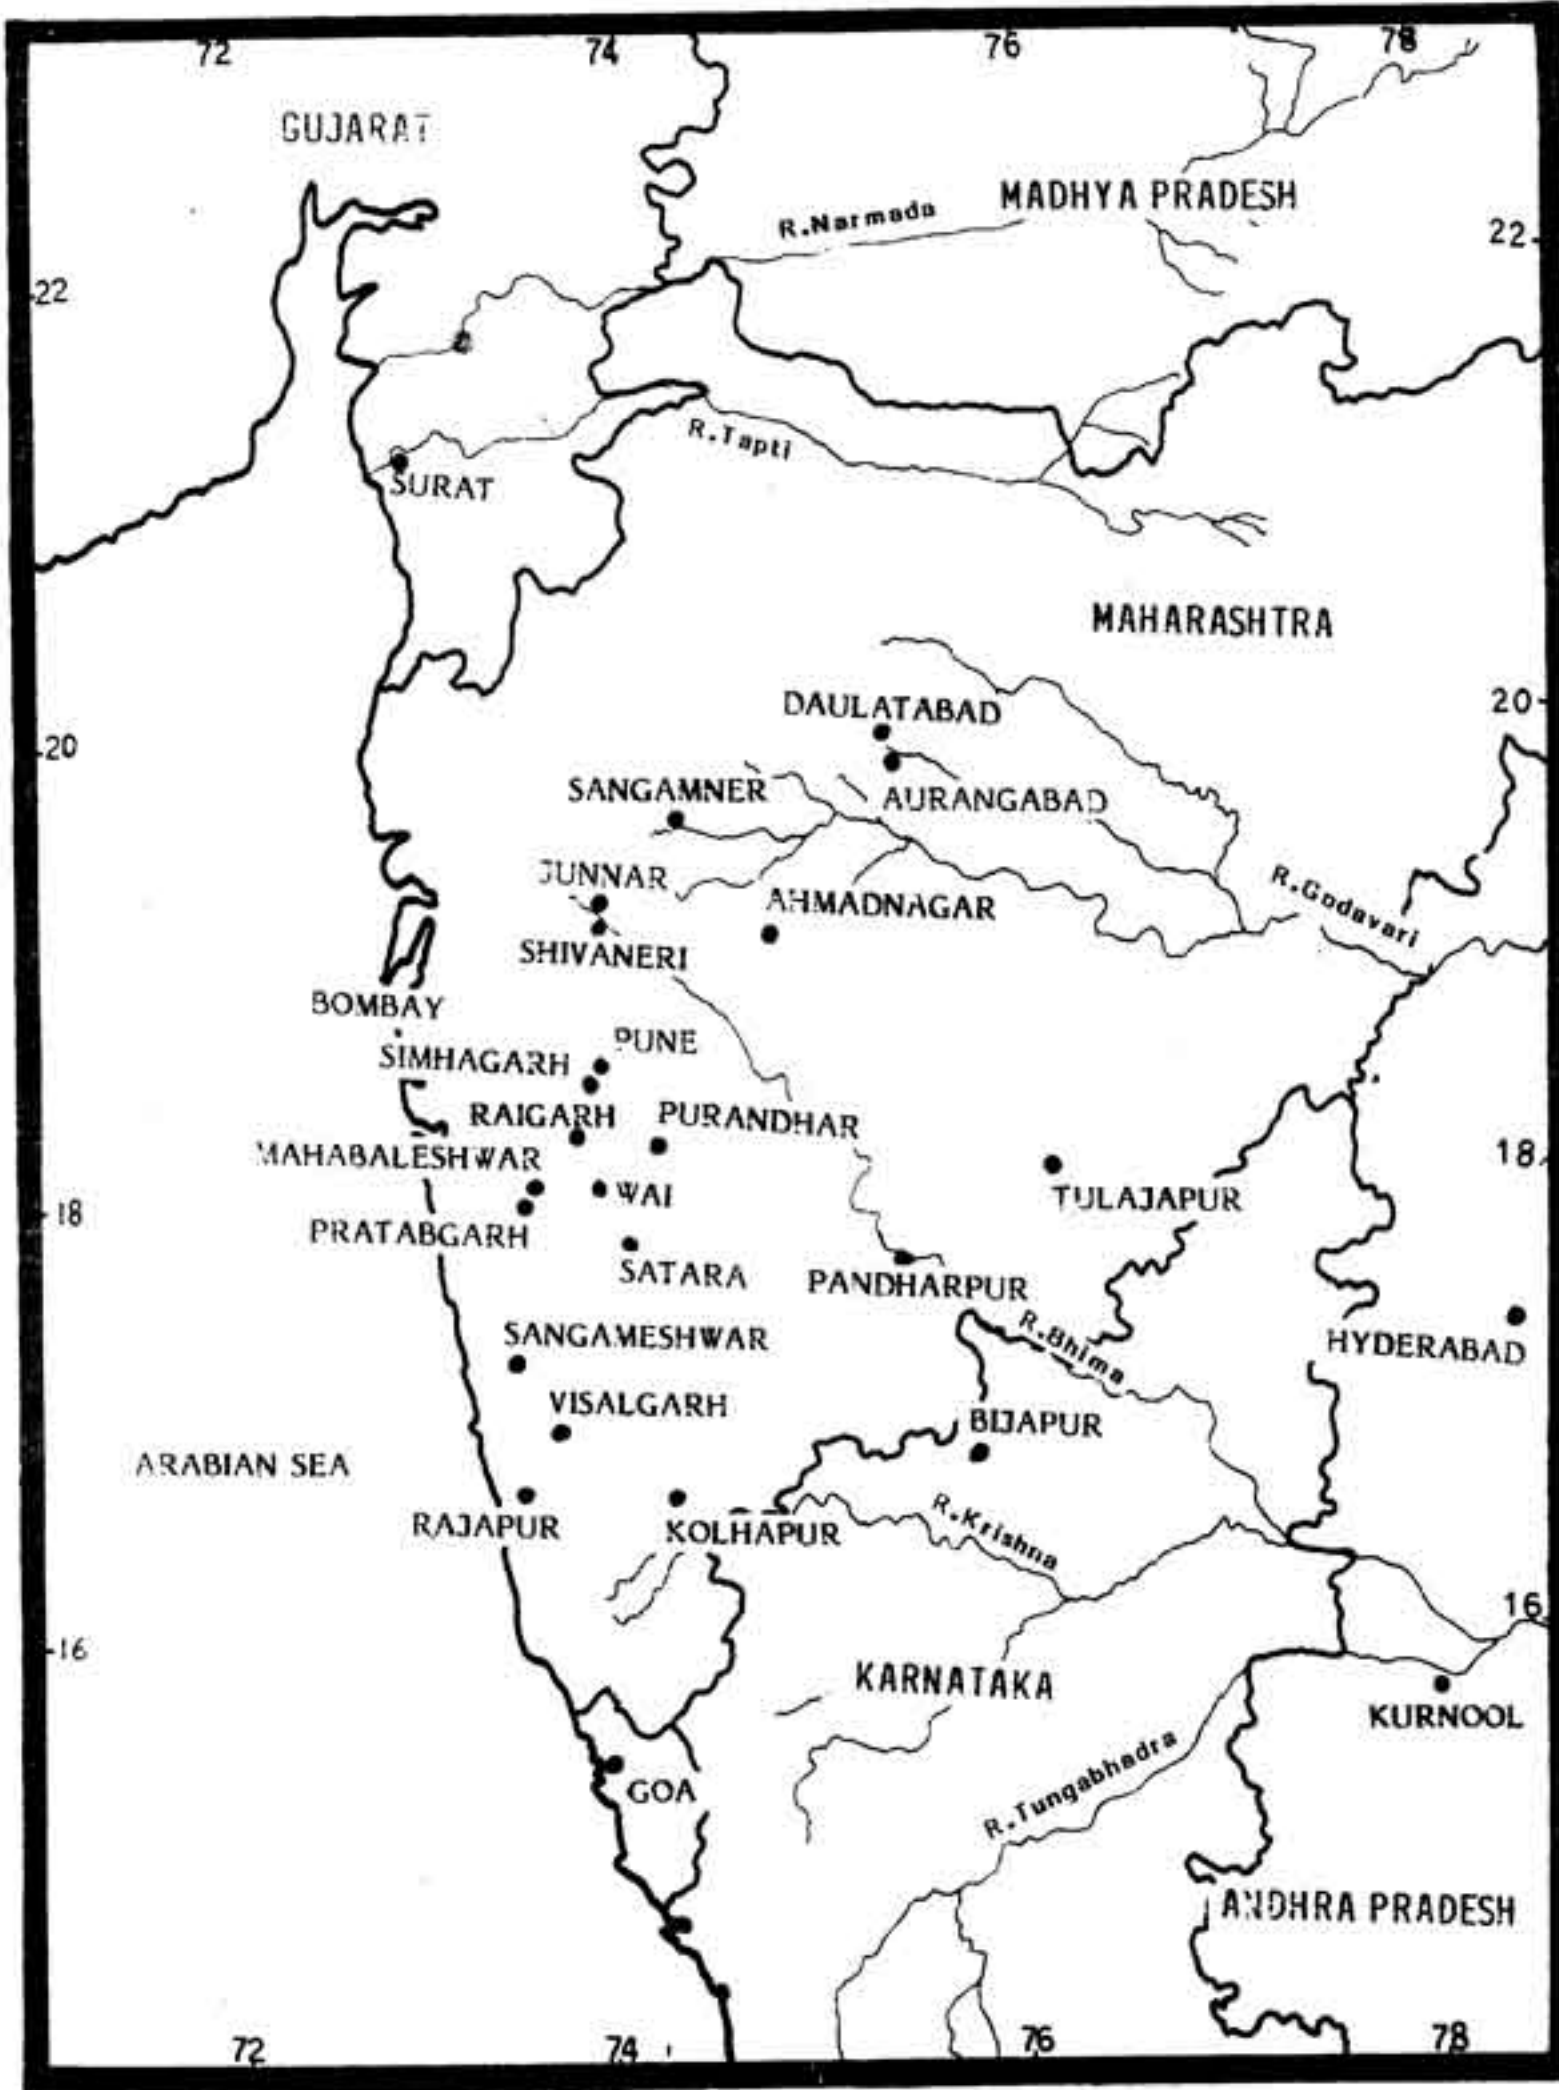 72 74 76 78
GUJARAT
MADHYA PRADESH
R.Narmada
22
22
R.Tapti
SURAT
MAHARASHTRA
20
DAULATABAD
20
SANGAMNER
AURANGABAD
JUNNAR
AHMADNAGAR
R.Godavari
SHIVANERI
BOMBAY
PUNE
SIMHAGARH
RAIGARH
PURANDHAR
MAHABALESHWAR
18
WAI
TULAJAPUR
18
PRATABGARH
SATARA
PANDHARPUR
R.Bhima
SANGAMESHWAR
HYDERABAD
VISALGARH
BIJAPUR
ARABIAN SEA
R.Krishna
RAJAPUR
KOLHAPUR
16
16
KARNATAKA
KURNOOL
R.Tungabhadra
GOA
ANDHRA PRADESH
72 74 76 78